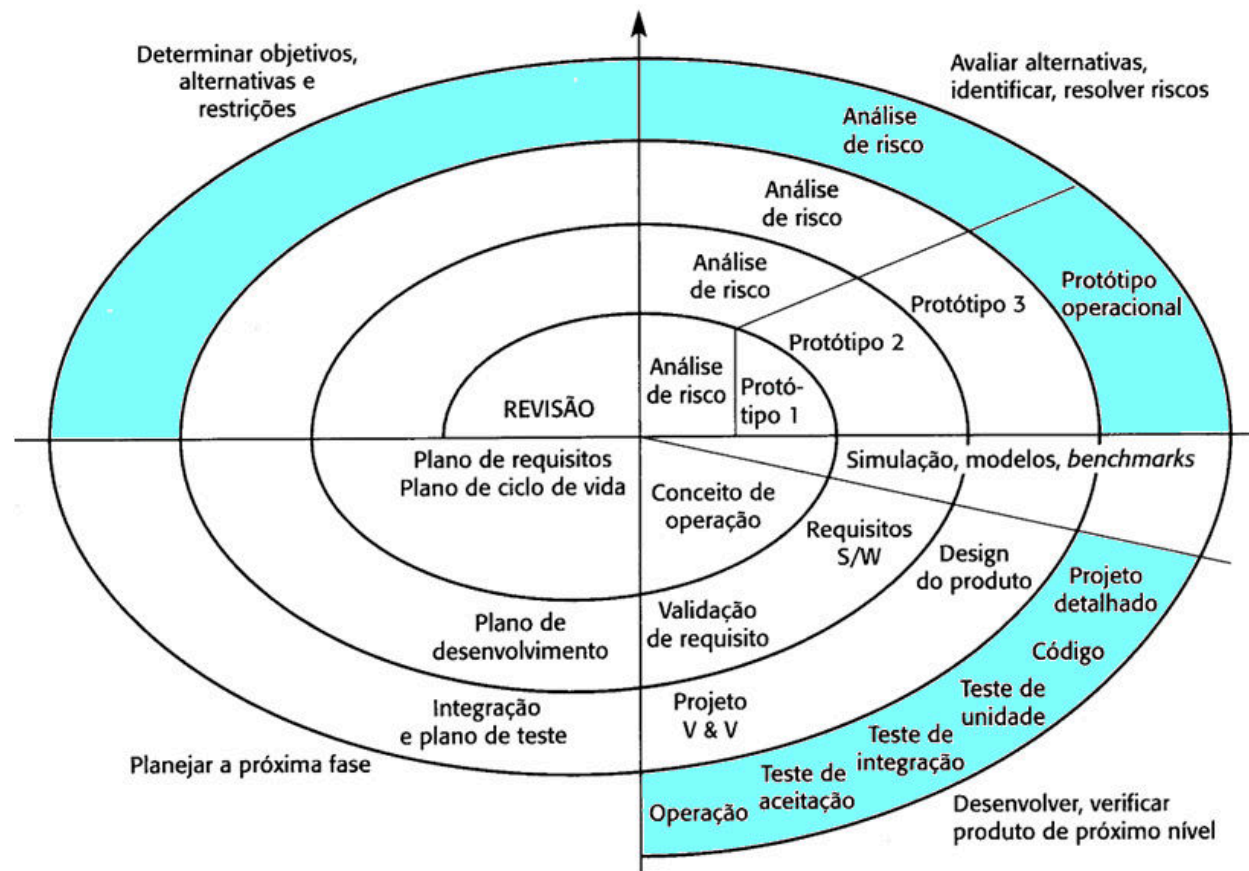 Determinar objetivos,
alternativas e
restrições
Avaliar alternativas,
identificar, resolver riscos
Análise
de risco
Análise
de risco
Análise
de risco
Análise
de risco
Protótipo
operacional
Protótipo 3
Protótipo 2
Protó-
tipo 1
REVISÃO
Plano de requisitos
Plano de ciclo de vida
Simulação, modelos, benchmarks
Conceito de
operação
Requisitos
S/W
Design
do produto
Projeto
detalhado
Código
Teste de
unidade
Teste de
integração
Teste de
aceitação
Operação
Plano de
desenvolvimento
Validação
de requisito
Integração
e plano de teste
Projeto
V & V
Planejar a próxima fase
Desenvolver, verificar
produto de próximo nível